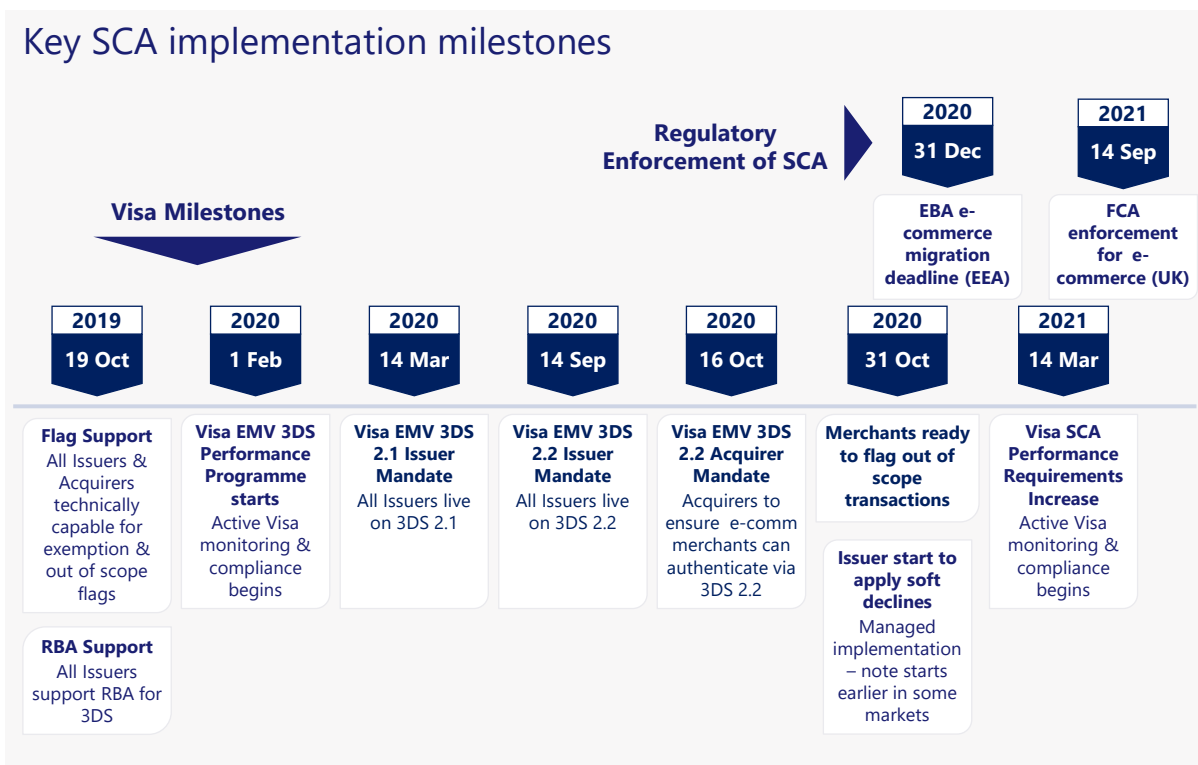 Key SCA implementation milestones
Regulatory
Enforcement of SCA
2020
31 Dec
EBA e-
commerce
migration
deadline (EEA)
2021
14 Sep
FCA
enforcement
for e-
commerce (UK)
Visa Milestones
2019
19 Oct
Flag Support
All Issuers &
Acquirers
technically
capable for
exemption &
out of scope
flags
RBA Support
All Issuers
support RBA for
3DS
2020
1 Feb
Visa EMV 3DS
Performance
Programme
starts
Active Visa
monitoring &
compliance
begins
2020
14 Mar
Visa EMV 3DS
2.1 Issuer
Mandate
All Issuers live
on 3DS 2.1
2020
14 Sep
Visa EMV 3DS
2.2 Issuer
Mandate
All Issuers live
on 3DS 2.2
2020
16 Oct
Visa EMV 3DS
2.2 Acquirer
Mandate
Acquirers to
ensure e-comm
merchants can
authenticate via
3DS 2.2
2020
31 Oct
Merchants ready
to flag out of
scope
transactions
Issuer start to
apply soft
declines
Managed
implementation
– note starts
earlier in some
markets
2021
14 Mar
Visa SCA
Performance
Requirements
Increase
Active Visa
monitoring &
compliance
begins